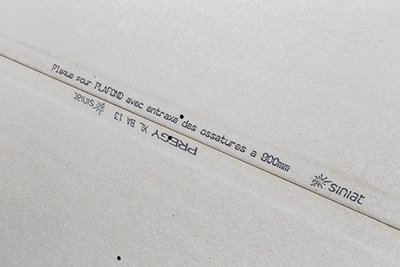 Plaque pour PLAFOND avec entraxe des ossatures a 900mm siniat
PREGY XL BA 13 siniat